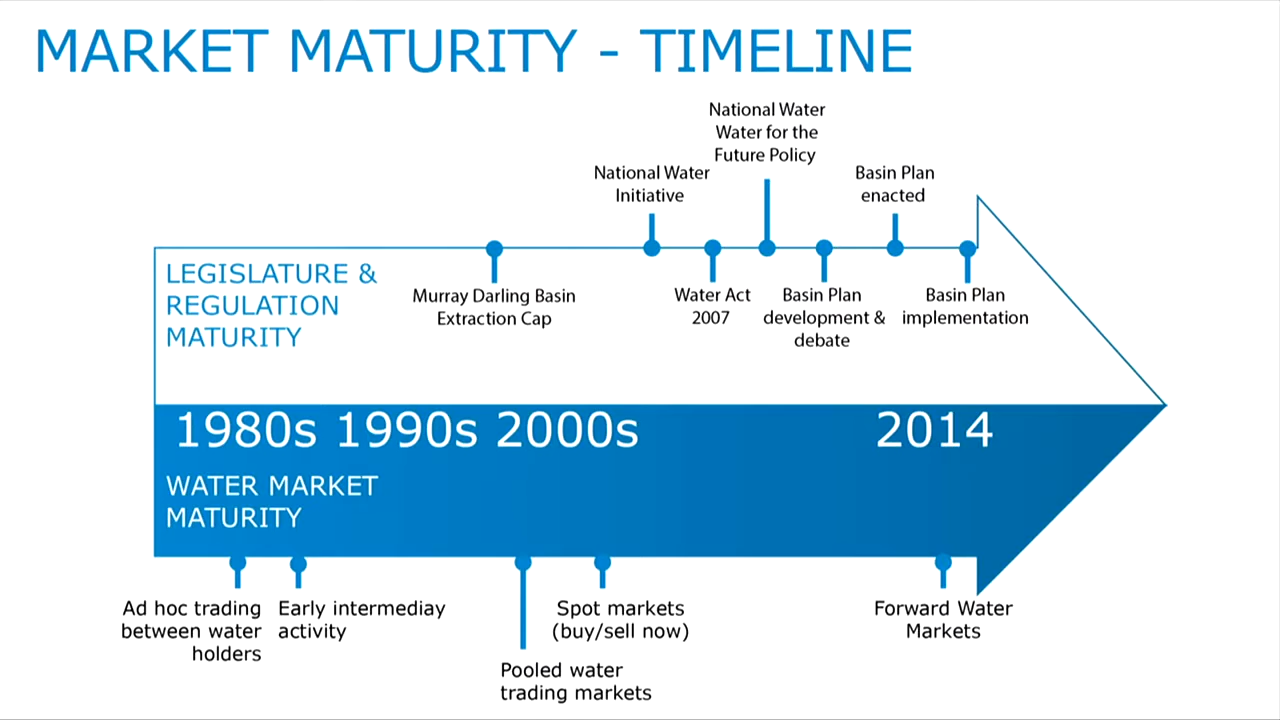 MARKET MATURITY - TIMELINE
National Water
Water for the
Future Policy
National Water
Initiative
Basin Plan
enacted
LEGISLATURE &
REGULATION
MATURITY
Murray Darling Basin
Extraction Cap
Water Act
2007
Basin Plan
development &
debate
Basin Plan
implementation
1980s 1990s 2000s 2014
WATER MARKET
MATURITY
Ad hoc trading
between water
holders
Early intermediay
activity
Pooled water
trading markets
Spot markets
(buy/sell now)
Forward Water
Markets